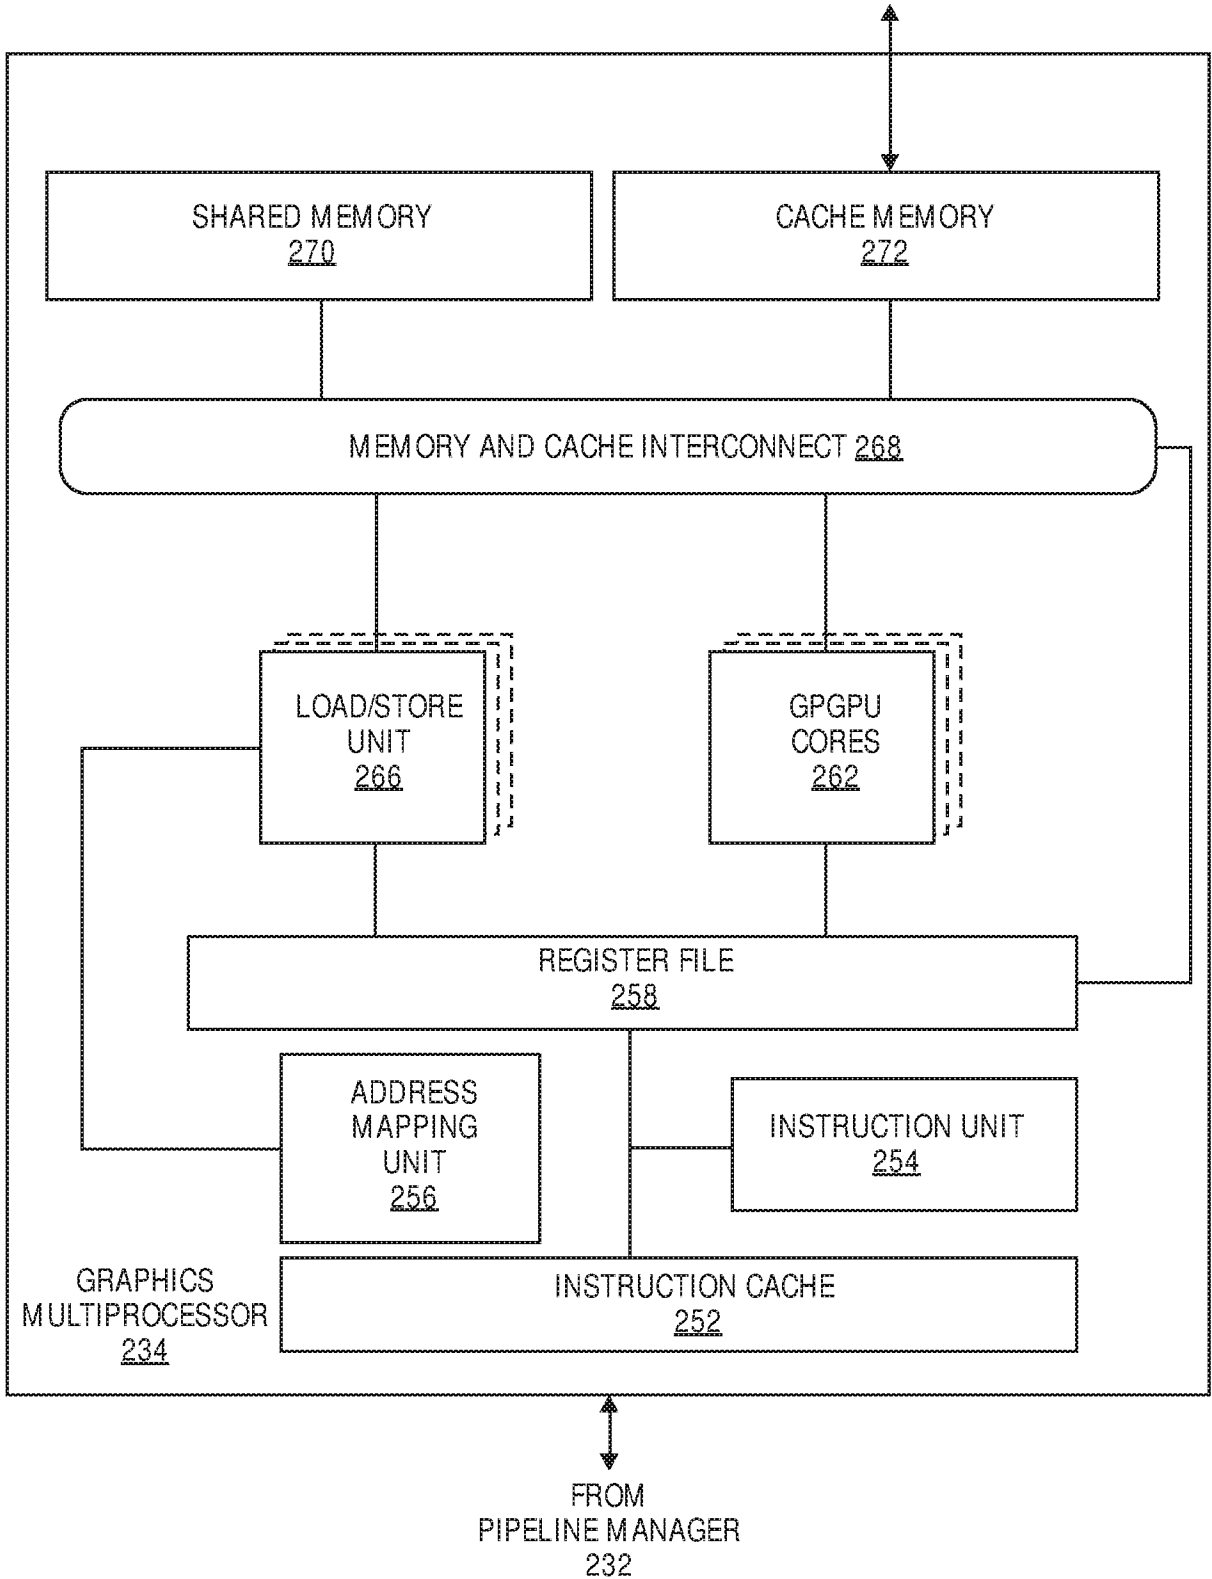 SHARED MEMORY
270
CACHE MEMORY
272
MEMORY AND CACHE INTERCONNECT 268
LOAD/STORE
UNIT
266
GPGPU
CORES
262
REGISTER FILE
258
ADDRESS
MAPPING
UNIT
256
INSTRUCTION UNIT
254
INSTRUCTION CACHE
252
GRAPHICS
MULTIPROCESSOR
234
FROM
PIPELINE MANAGER
232